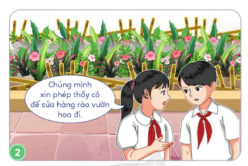 Chúng mình
xin phép thầy cô
để sửa hàng rào vườn
hoa đi.
2